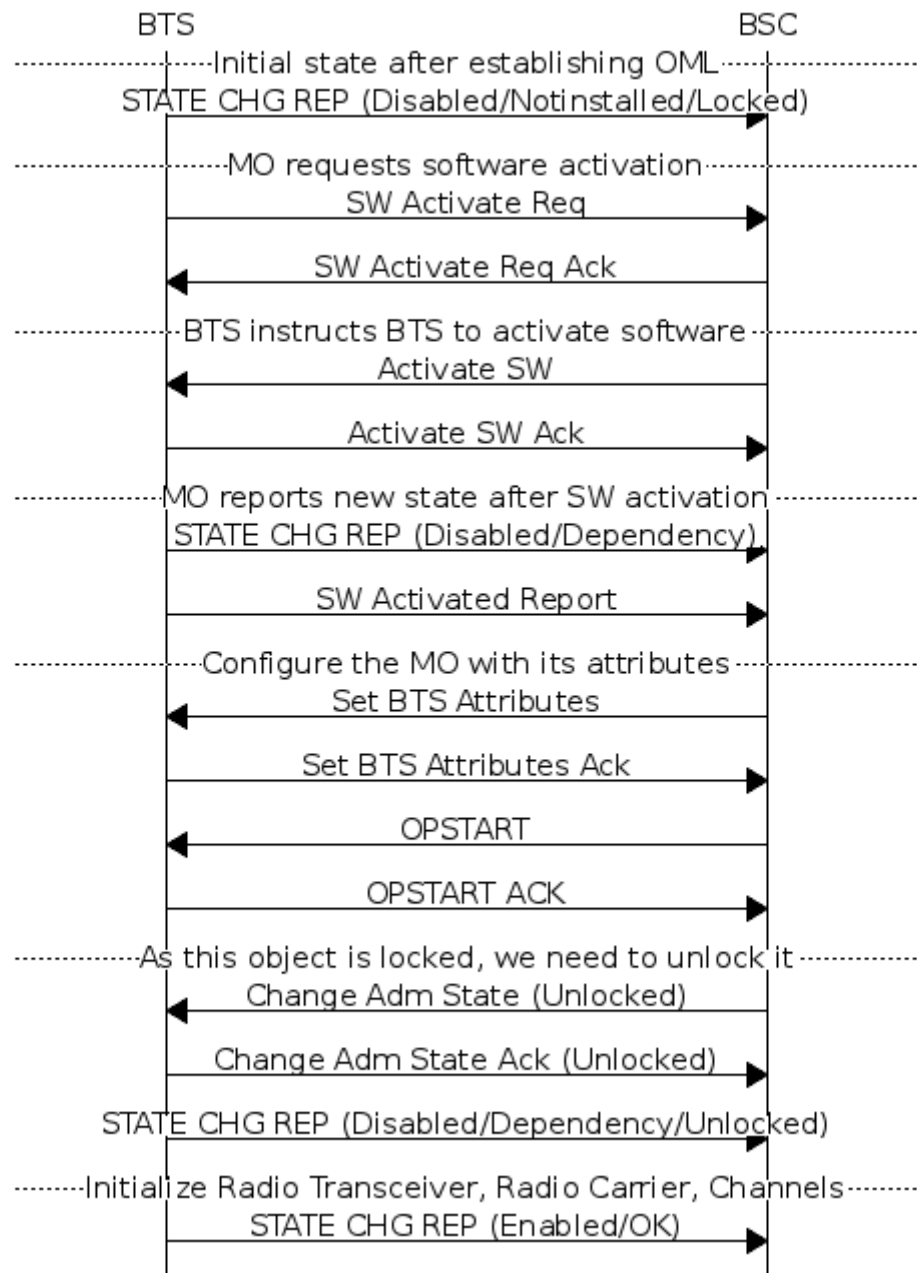 BTS BSC
Initial state after establishing OML
STATE CHG REP (Disabled/Notinstalled/Locked)
MO requests software activation
SW Activate Req
SW Activate Req Ack
BTS instructs BTS to activate software
Activate SW
Activate SW Ack
MO reports new state after SW activation
STATE CHG REP (Disabled/Dependency)
SW Activated Report
Configure the MO with its attributes
Set BTS Attributes
Set BTS Attributes Ack
OPSTART
OPSTART ACK
As this object is locked, we need to unlock it
Change Adm State (Unlocked)
Change Adm State Ack (Unlocked)
STATE CHG REP (Disabled/Dependency/Unlocked)
Initialize Radio Transceiver, Radio Carrier, Channels
STATE CHG REP (Enabled/OK)